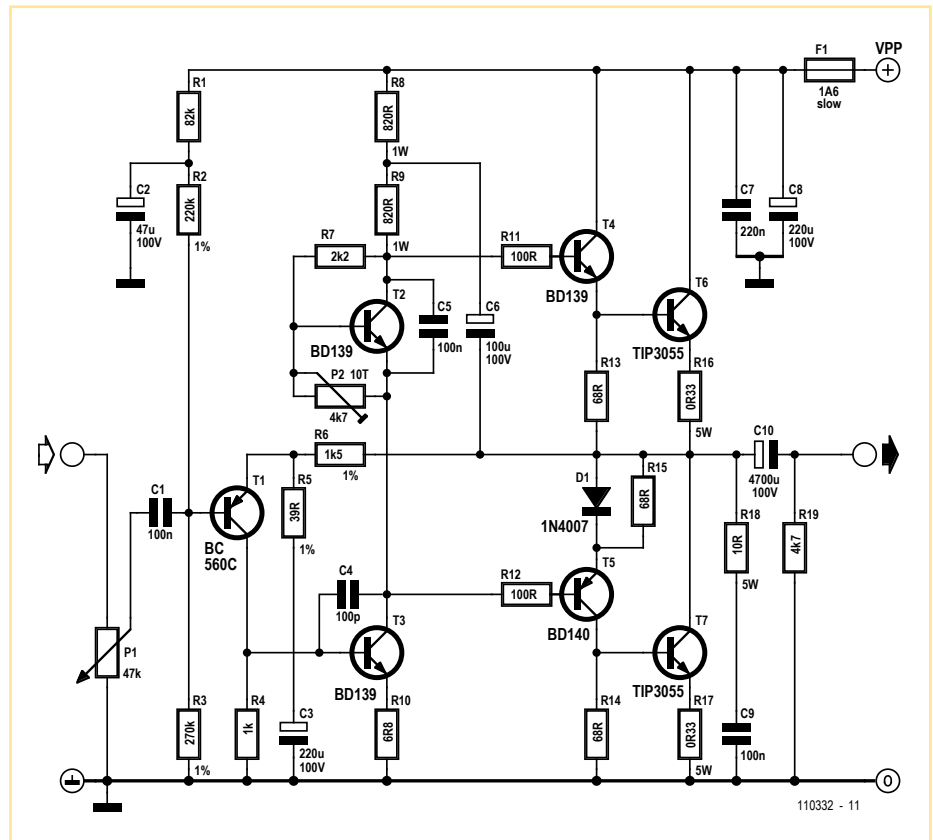 F1
VPP
1A6
slow
R1
82k
R8
820R
1W
C2
47u
100V
R2
220k
1%
R9
820R
1W
C7
220n
C8
220u
100V
R7
2k2
R11
100R
T4
BD139
T2
BD139
C5
100n
C6
100u
100V
T6
TIP3055
P2 10T
4k7
R13
68R
R16
0R33
5W
R6
1k5
1%
C10
4700u
100V
C1
100n
T1
BC
560C
R5
39R
1%
D1
1N4007
R15
68R
R18
10R
5W
R19
4k7
C4
100p
R12
100R
T5
BD140
T3
BD139
T7
TIP3055
P1
47k
R3
270k
1%
R4
1k
C3
220u
100V
R10
6R8
R14
68R
R17
0R33
5W
C9
100n
0
110332 - 11